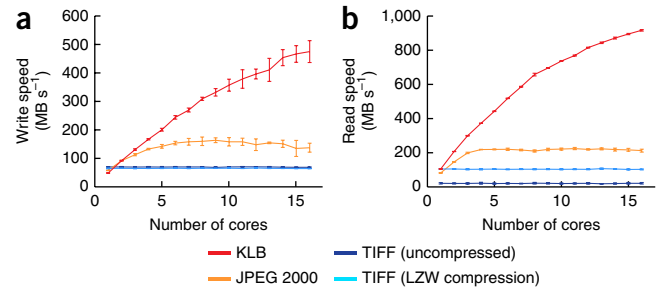 a
Write speed
(MB s⁻¹)
600
500
400
300
200
100
0
0
5
10
15
Number of cores
b
Read speed
(MB s⁻¹)
1,000
800
600
400
200
0
0
5
10
15
Number of cores
KLB
TIFF (uncompressed)
JPEG 2000
TIFF (LZW compression)